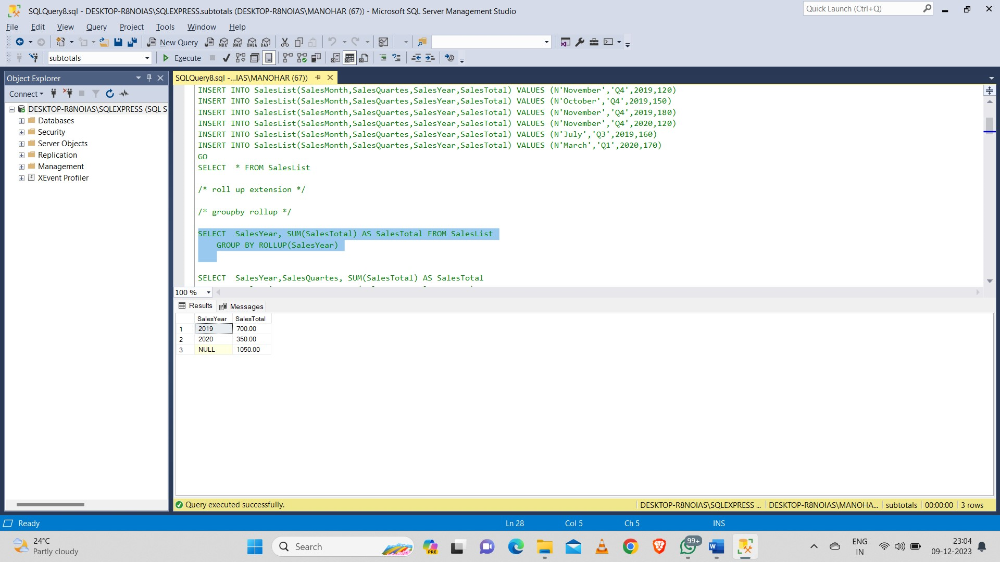 SQLQuery8.sql - DESKTOP-R8NOIAS\SQLEXPRESS.subtotals (DESKTOP-R8NOIAS\MANOHAR (67)) - Microsoft SQL Server Management Studio
Quick Launch (Ctrl+Q)
File Edit View Query Project Tools Window Help
New Query MDX DMX XMLA DAX
subtotals Execute
Object Explorer
SQLQuery8.sql -...IAS\MANOHAR (67))
Connect
DESKTOP-R8NOIAS\SQLEXPRESS (SQL S
Databases
Security
Server Objects
Replication
Management
XEvent Profiler
INSERT INTO SalesList(SalesMonth,SalesQuartes,SalesYear,SalesTotal) VALUES (N'November','Q4',2019,120)
INSERT INTO SalesList(SalesMonth,SalesQuartes,SalesYear,SalesTotal) VALUES (N'October','Q4',2019,150)
INSERT INTO SalesList(SalesMonth,SalesQuartes,SalesYear,SalesTotal) VALUES (N'November','Q4',2019,180)
INSERT INTO SalesList(SalesMonth,SalesQuartes,SalesYear,SalesTotal) VALUES (N'November','Q4',2020,120)
INSERT INTO SalesList(SalesMonth,SalesQuartes,SalesYear,SalesTotal) VALUES (N'July','Q3',2019,160)
INSERT INTO SalesList(SalesMonth,SalesQuartes,SalesYear,SalesTotal) VALUES (N'March','Q1',2020,170)
GO
SELECT  * FROM SalesList
/* roll up extension */
/* groupby rollup */
SELECT  SalesYear, SUM(SalesTotal) AS SalesTotal FROM SalesList
GROUP BY ROLLUP(SalesYear)
SELECT  SalesYear,SalesQuartes, SUM(SalesTotal) AS SalesTotal
100 %
Results Messages
SalesYear SalesTotal
1 2019 700.00
2 2020 350.00
3 NULL 1050.00
Query executed successfully.
DESKTOP-R8NOIAS\SQLEXPRESS ... DESKTOP-R8NOIAS\MANOHA... subtotals 00:00:00 3 rows
Ready Ln 28 Col 5 Ch 5 INS
24°C
Partly cloudy
Search
PRE
99+
ENG
IN
23:04
09-12-2023